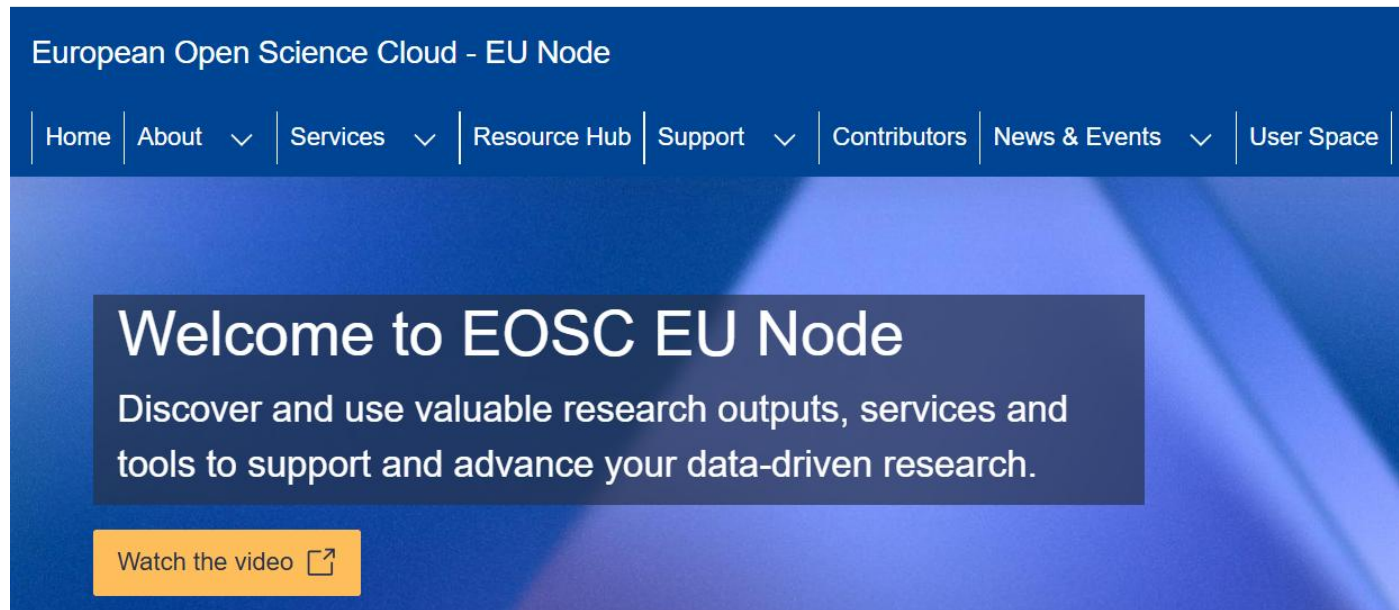 European Open Science Cloud - EU Node
Home About Services Resource Hub Support Contributors News & Events User Space
Welcome to EOSC EU Node
Discover and use valuable research outputs, services and
tools to support and advance your data-driven research.
Watch the video